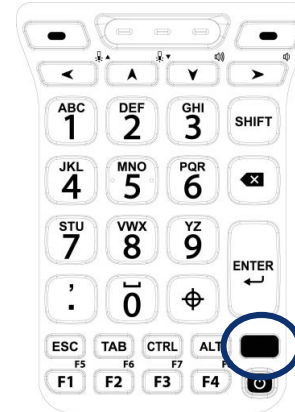 ABC DEF GHI
1 2 3 SHIFT
JKL MNO PQR
4 5 6
STU VWX YZ
7 8 9
ENTER
' . 0
ESC TAB CTRL ALT
F5 F6 F7
F1 F2 F3 F4